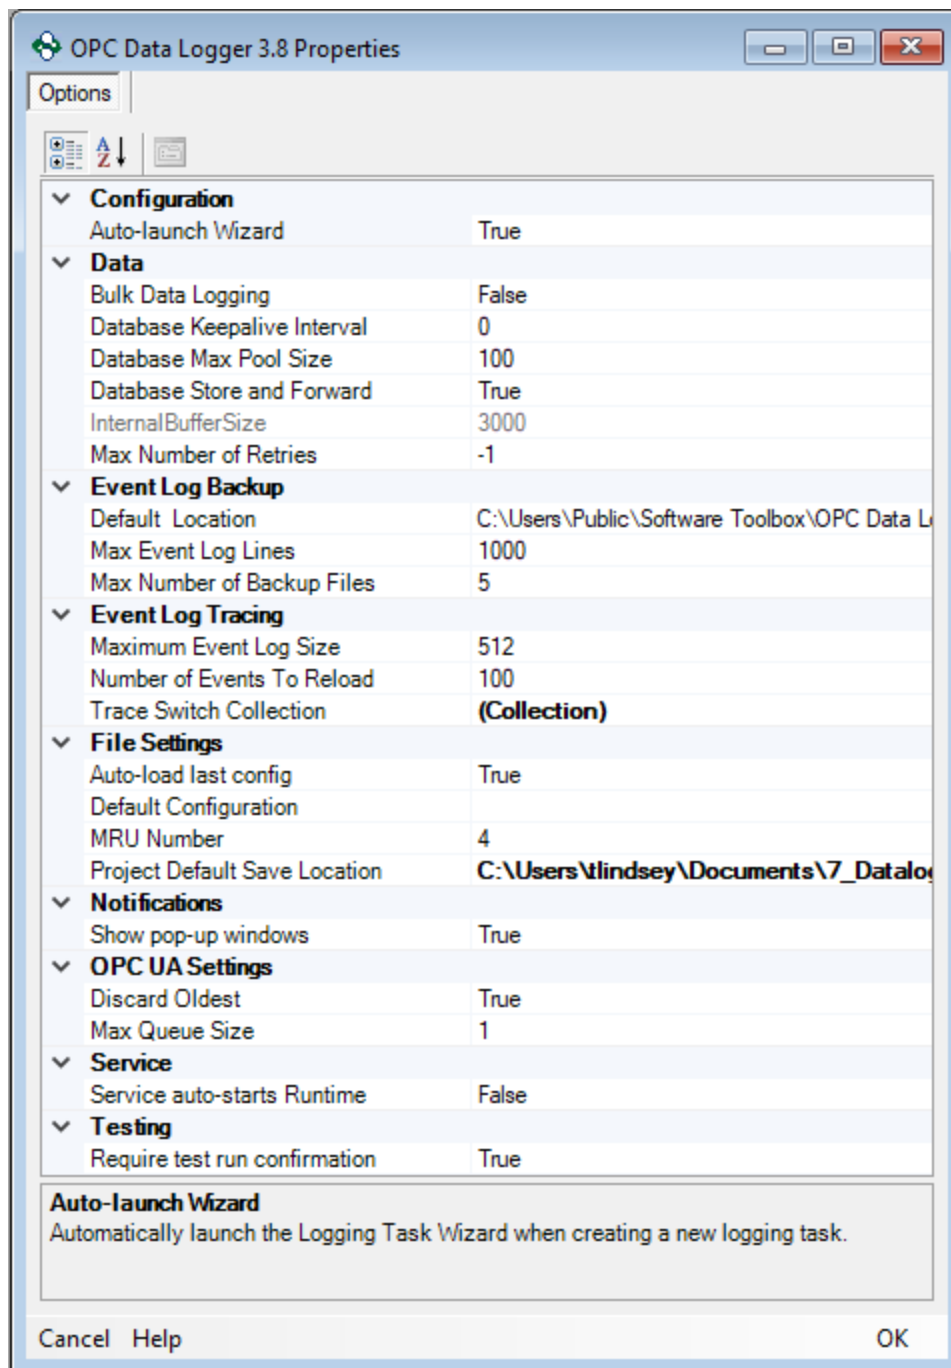 OPC Data Logger 3.8 Properties
Options
Configuration
Auto-launch Wizard True
Data
Bulk Data Logging False
Database Keepalive Interval 0
Database Max Pool Size 100
Database Store and Forward True
InternalBufferSize 3000
Max Number of Retries -1
Event Log Backup
Default Location C:\Users\Public\Software Toolbox\OPC Data L
Max Event Log Lines 1000
Max Number of Backup Files 5
Event Log Tracing
Maximum Event Log Size 512
Number of Events To Reload 100
Trace Switch Collection (Collection)
File Settings
Auto-load last config True
Default Configuration
MRU Number 4
Project Default Save Location C:\Users\tlindsey\Documents\7_Datalog
Notifications
Show pop-up windows True
OPC UA Settings
Discard Oldest True
Max Queue Size 1
Service
Service auto-starts Runtime False
Testing
Require test run confirmation True
Auto-launch Wizard
Automatically launch the Logging Task Wizard when creating a new logging task.
Cancel Help OK